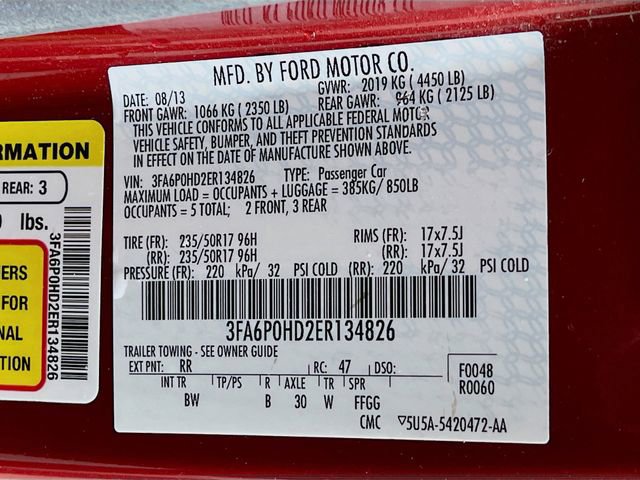 MFD. BY FORD MOTOR CO.
DATE: 08/13 GVWR: 2019 KG ( 4450 LB)
FRONT GAWR: 1066 KG ( 2350 LB) REAR GAWR: 964 KG ( 2125 LB)
THIS VEHICLE CONFORMS TO ALL APPLICABLE FEDERAL MOTOR
VEHICLE SAFETY, BUMPER, AND THEFT PREVENTION STANDARDS
IN EFFECT ON THE DATE OF MANUFACTURE SHOWN ABOVE.
VIN: 3FA6P0HD2ER134826 TYPE: Passenger Car
MAXIMUM LOAD = OCCUPANTS + LUGGAGE = 385KG/ 850LB
OCCUPANTS = 5 TOTAL; 2 FRONT, 3 REAR
TIRE (FR): 235/50R17 96H RIMS (FR): 17x7.5J
(RR): 235/50R17 96H (RR): 17x7.5J
PRESSURE (FR): 220 kPa/ 32 PSI COLD (RR): 220 kPa/ 32 PSI COLD
3FA6P0HD2ER134826
TRAILER TOWING - SEE OWNER GUIDE
EXT PNT: RR RC: 47 DSO: F0048
R0060
INT TR TP/PS R AXLE TR SPR
BW B 30 W FFGG
CMC ▽5U5A-5420472-AA
RMATION
REAR: 3
lbs.
ERS
FOR
NAL
TION
3FA6P0HD2ER134826